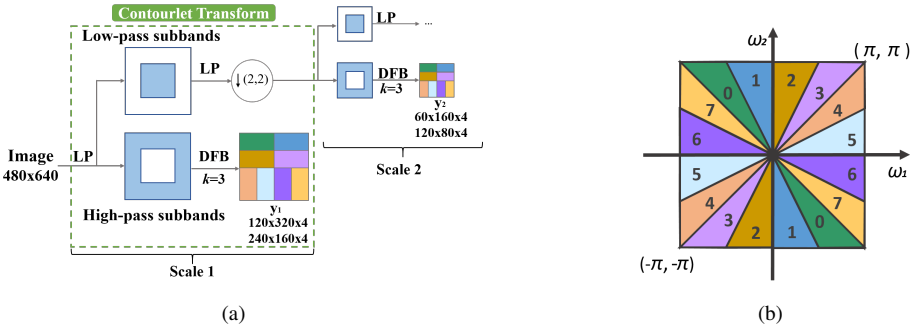 Contourlet Transform
Low-pass subbands
LP
LP
↓(2,2)
LP
...
DFB
k=3
y₂
60x160x4
120x80x4
Scale 2
Image
480x640
LP
DFB
k=3
High-pass subbands
y₁
120x320x4
240x160x4
Scale 1
(a)
ω₂
(π, π)
0
1
2
3
4
5
6
7
ω₁
5
4
3
2
1
0
7
6
(-π, -π)
(b)